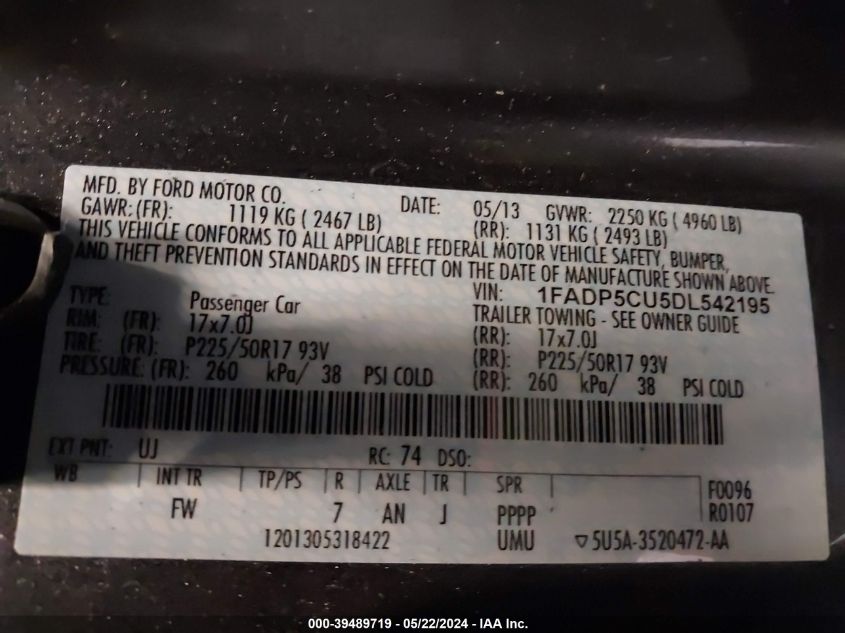 MFD. BY FORD MOTOR CO. DATE: 05/13 GVWR: 2250 KG ( 4960 LB)
GAWR:(FR): 1119 KG ( 2467 LB) (RR): 1131 KG ( 2493 LB)
THIS VEHICLE CONFORMS TO ALL APPLICABLE FEDERAL MOTOR VEHICLE SAFETY, BUMPER,
AND THEFT PREVENTION STANDARDS IN EFFECT ON THE DATE OF MANUFACTURE SHOWN ABOVE.
VIN: 1FADP5CU5DL542195
TYPE: Passenger Car TRAILER TOWING - SEE OWNER GUIDE
RIM: (FR): 17x7.0J (RR): 17x7.0J
TIRE: (FR): P225/50R17 93V (RR): P225/50R17 93V
PRESSURE: (FR): 260 kPa/ 38 PSI COLD (RR): 260 kPa/ 38 PSI COLD
EXT PNT: UJ RC: 74 DSO:
WB INT TR TP/PS R AXLE TR SPR F0096
FW 7 AN J PPPP R0107
1201305318422 UMU ▽5U5A-3520472-AA
000-39489719 - 05/22/2024 - IAA Inc.